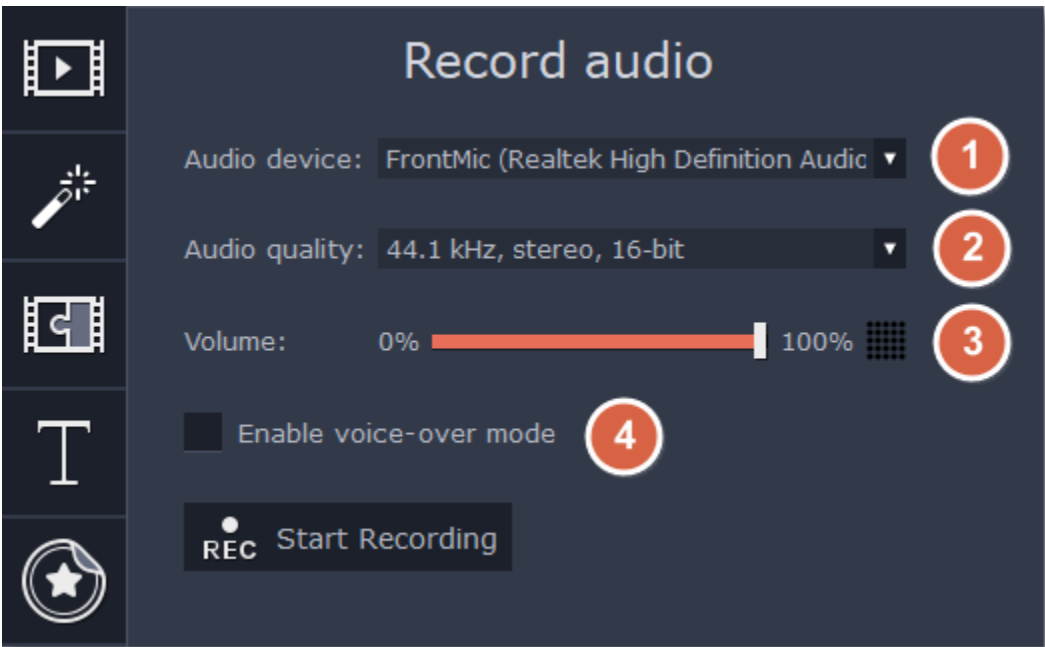 Record audio
Audio device: FrontMic (Realtek High Definition Audio 1
Audio quality: 44.1 kHz, stereo, 16-bit 2
Volume: 0% 100% 3
Enable voice-over mode 4
REC Start Recording
T